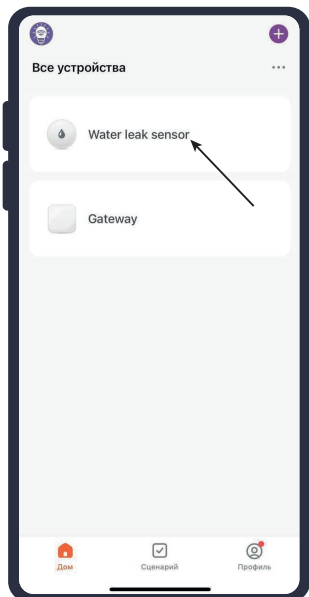 Все устройства
Water leak sensor
Gateway
Дом
Сценарий
Профиль